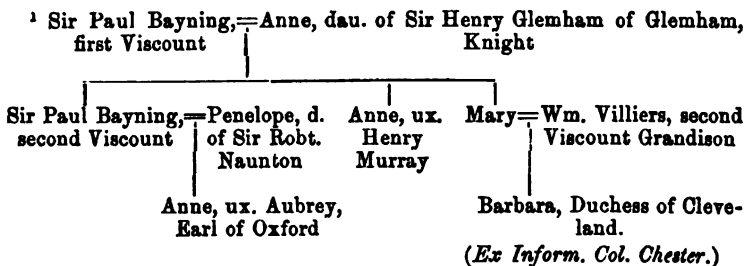 ¹ Sir Paul Bayning,=Anne, dau. of Sir Henry Glemham of Glemham,
first Viscount Knight
Sir Paul Bayning,=Penelope, d. Anne, ux. Mary=Wm. Villiers, second
second Viscount of Sir Robt. Henry Viscount Grandison
Naunton Murray
Anne, ux. Aubrey, Barbara, Duchess of Cleve-
Earl of Oxford land.
(Ex Inform. Col. Chester.)